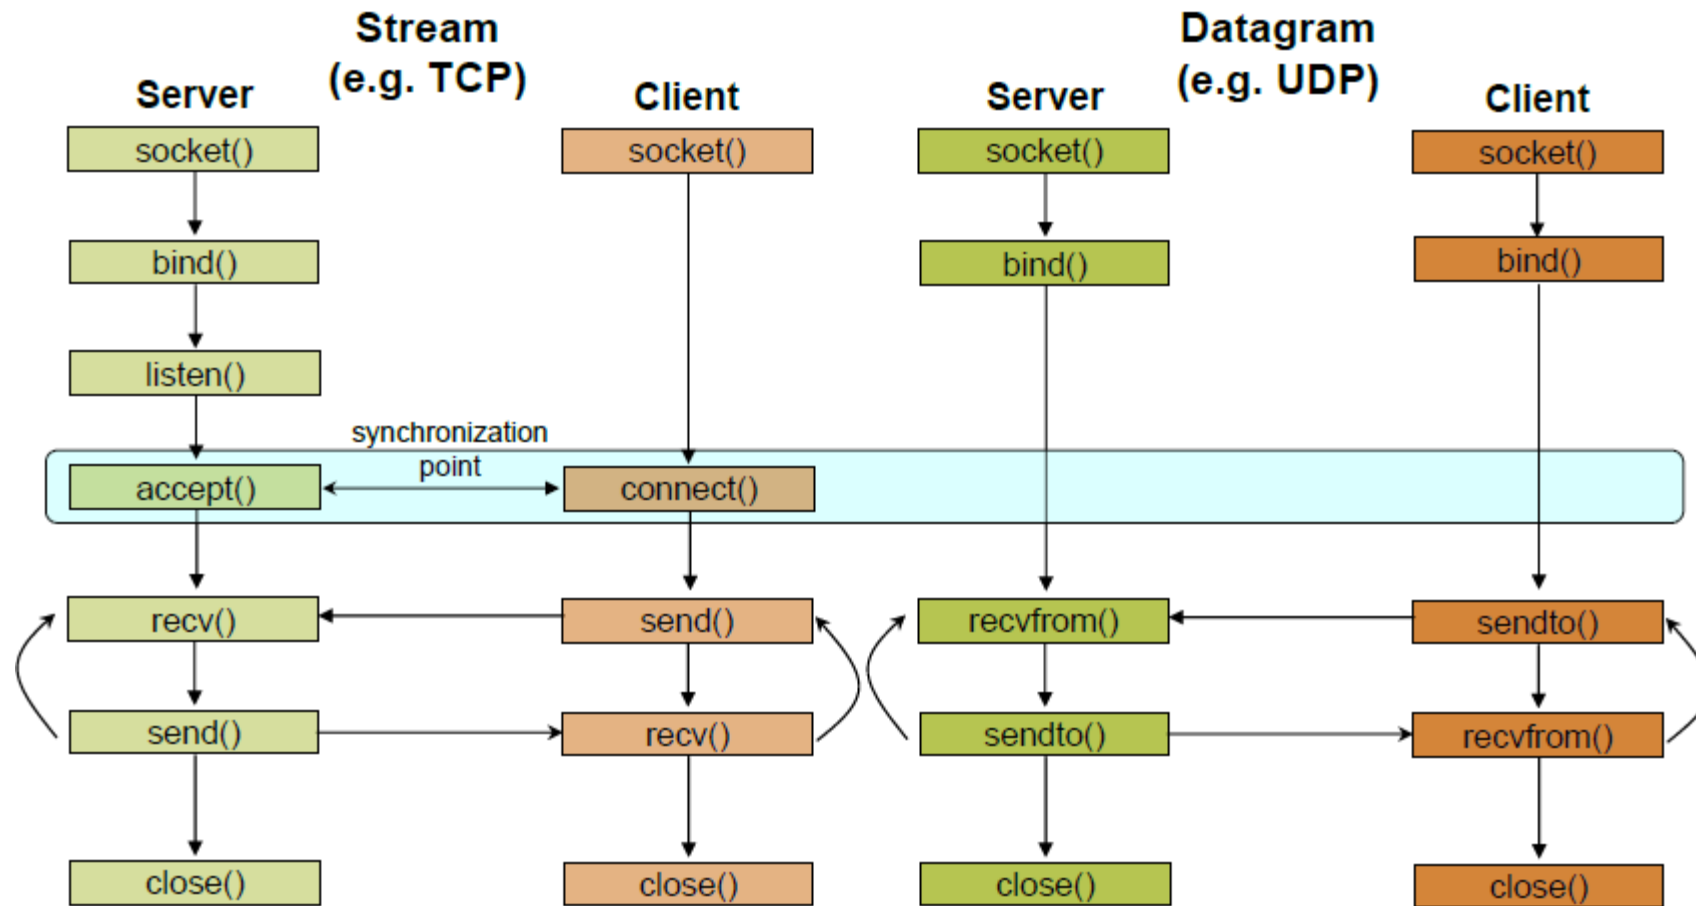 Stream
(e.g. TCP)
Server
Client
socket()
socket()
bind()
listen()
synchronization
point
accept()
connect()
recv()
send()
send()
recv()
close()
close()
Datagram
(e.g. UDP)
Server
Client
socket()
socket()
bind()
bind()
recvfrom()
sendto()
sendto()
recvfrom()
close()
close()